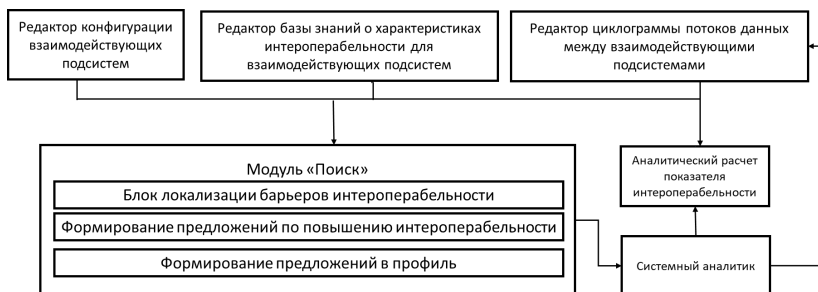 Редактор конфигурации
взаимодействующих
подсистем
Редактор базы знаний о характеристиках
интероперабельности для
взаимодействующих подсистем
Редактор циклограммы потоков данных
между взаимодействующими
подсистемами
Модуль «Поиск»
Блок локализации барьеров интероперабельности
Формирование предложений по повышению интероперабельности
Формирование предложений в профиль
Аналитический расчет
показателя
интероперабельности
Системный аналитик